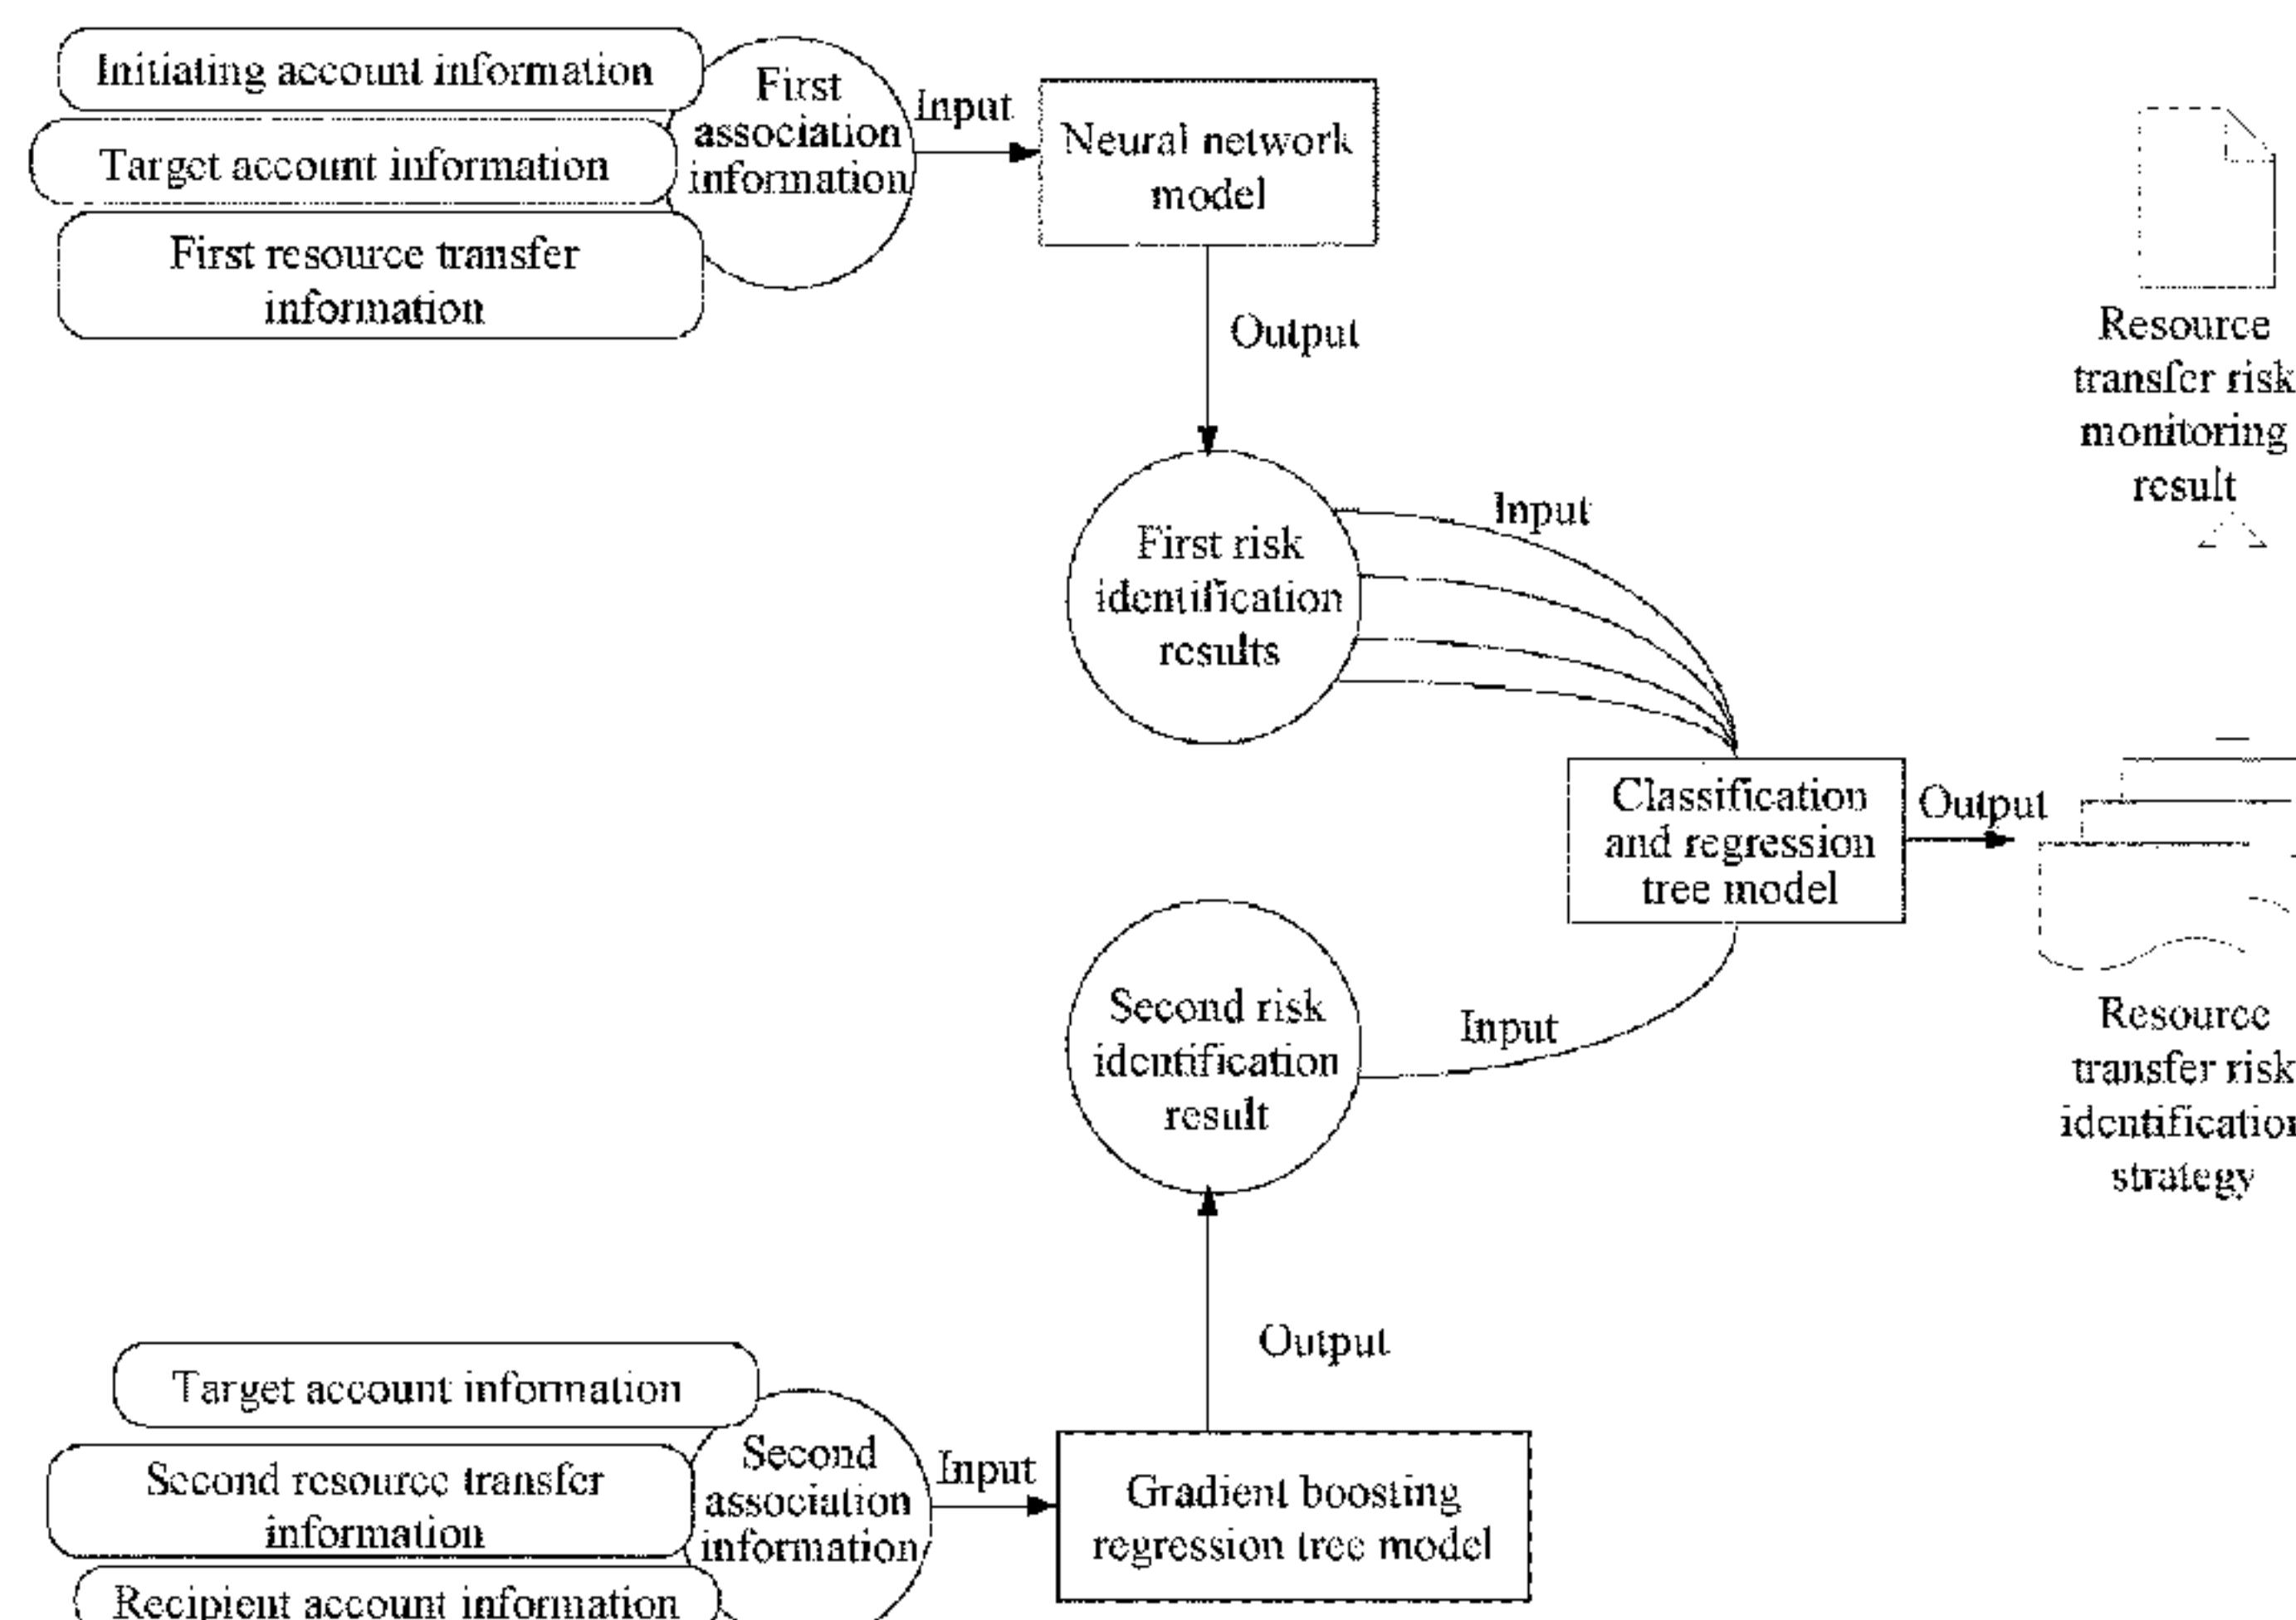 Initiating account information
Target account information
First resource transfer
information
First
association
information
Input
Neural network
model
Output
First risk
identification
results
Input
Classification
and regression
tree model
Output
Resource
transfer risk
monitoring
result
Resource
transfer risk
identification
strategy
Second risk
identification
result
Input
Output
Target account information
Second resource transfer
information
Recipient account information
Second
association
information
Input
Gradient boosting
regression tree model